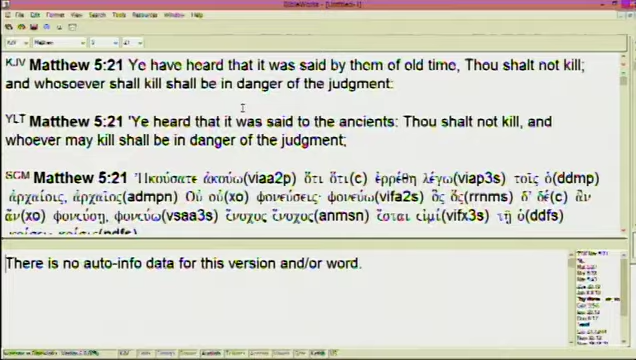 KJV Matthew 5:21 Ye have heard that it was said by them of old time, Thou shalt not kill;
and whosoever shall kill shall be in danger of the judgment:
YLT Matthew 5:21 'Ye heard that it was said to the ancients: Thou shalt not kill, and
whoever may kill shall be in danger of the judgment;
SGM Matthew 5:21 Ἠκούσατε ἀκούω(viaa2p) ὅτι ὅτι(c) ἐρρέθη λέγω(viap3s) τοῖς ὁ(ddmp)
ἀρχαίοις, ἀρχαῖος(admpn) Οὐ οὐ(xo) φονεύσεις· φονεύω(vifa2s) ὃς ὅς(rrnms) δ' δέ(c) ἂν
ἄν(xo) φονεύσῃ, φονεύω(vsaa3s) ἔνοχος ἔνοχος(anmsn) ἔσται εἰμί(vifx3s) τῇ ὁ(ddfs)
There is no auto-info data for this version and/or word.